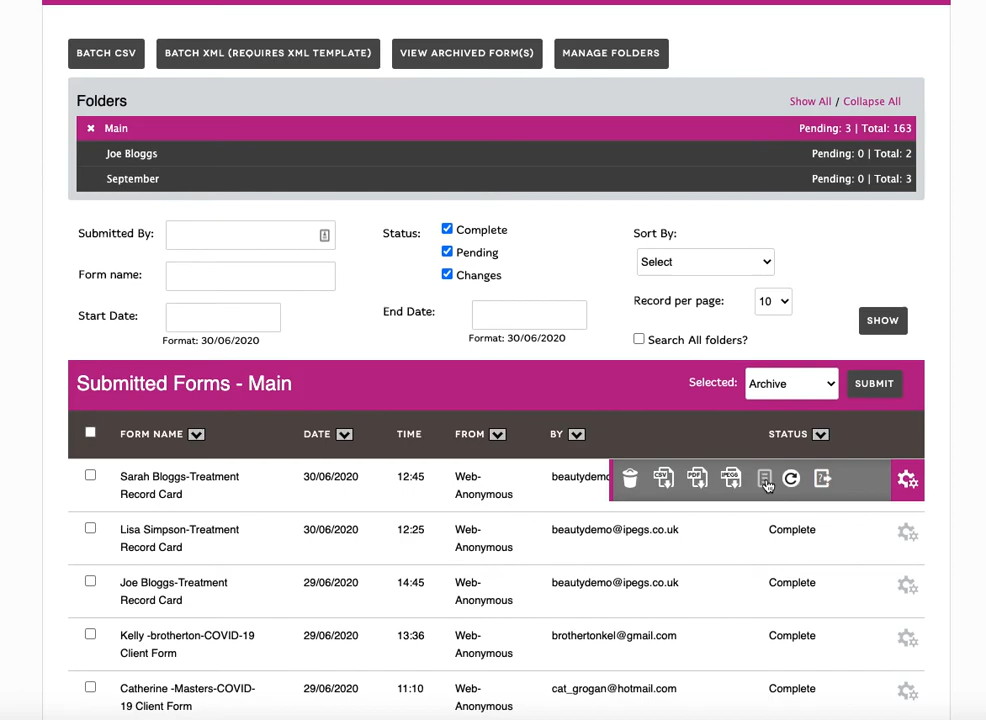 BATCH CSV BATCH XML (REQUIRES XML TEMPLATE) VIEW ARCHIVED FORM(S) MANAGE FOLDERS
Folders Show All / Collapse All
Main Pending: 3 | Total: 163
Joe Bloggs Pending: 0 | Total: 2
September Pending: 0 | Total: 3
Submitted By: Status: Complete Sort By:
Pending Select
Form name: Changes
Start Date: End Date: Record per page: 10
SHOW
Format: 30/06/2020 Format: 30/06/2020 Search All folders?
Submitted Forms - Main Selected: Archive SUBMIT
FORM NAME DATE TIME FROM BY STATUS
Sarah Bloggs-Treatment 30/06/2020 12:45 Web- beautydemo CSV PDF JPEGS ?
Record Card Anonymous
Lisa Simpson-Treatment 30/06/2020 12:25 Web- beautydemo@ipegs.co.uk Complete
Record Card Anonymous
Joe Bloggs-Treatment 29/06/2020 14:45 Web- beautydemo@ipegs.co.uk Complete
Record Card Anonymous
Kelly -brotherton-COVID-19 29/06/2020 13:36 Web- brothertonkel@gmail.com Complete
Client Form Anonymous
Catherine -Masters-COVID- 29/06/2020 11:10 Web- cat_grogan@hotmail.com Complete
19 Client Form Anonymous